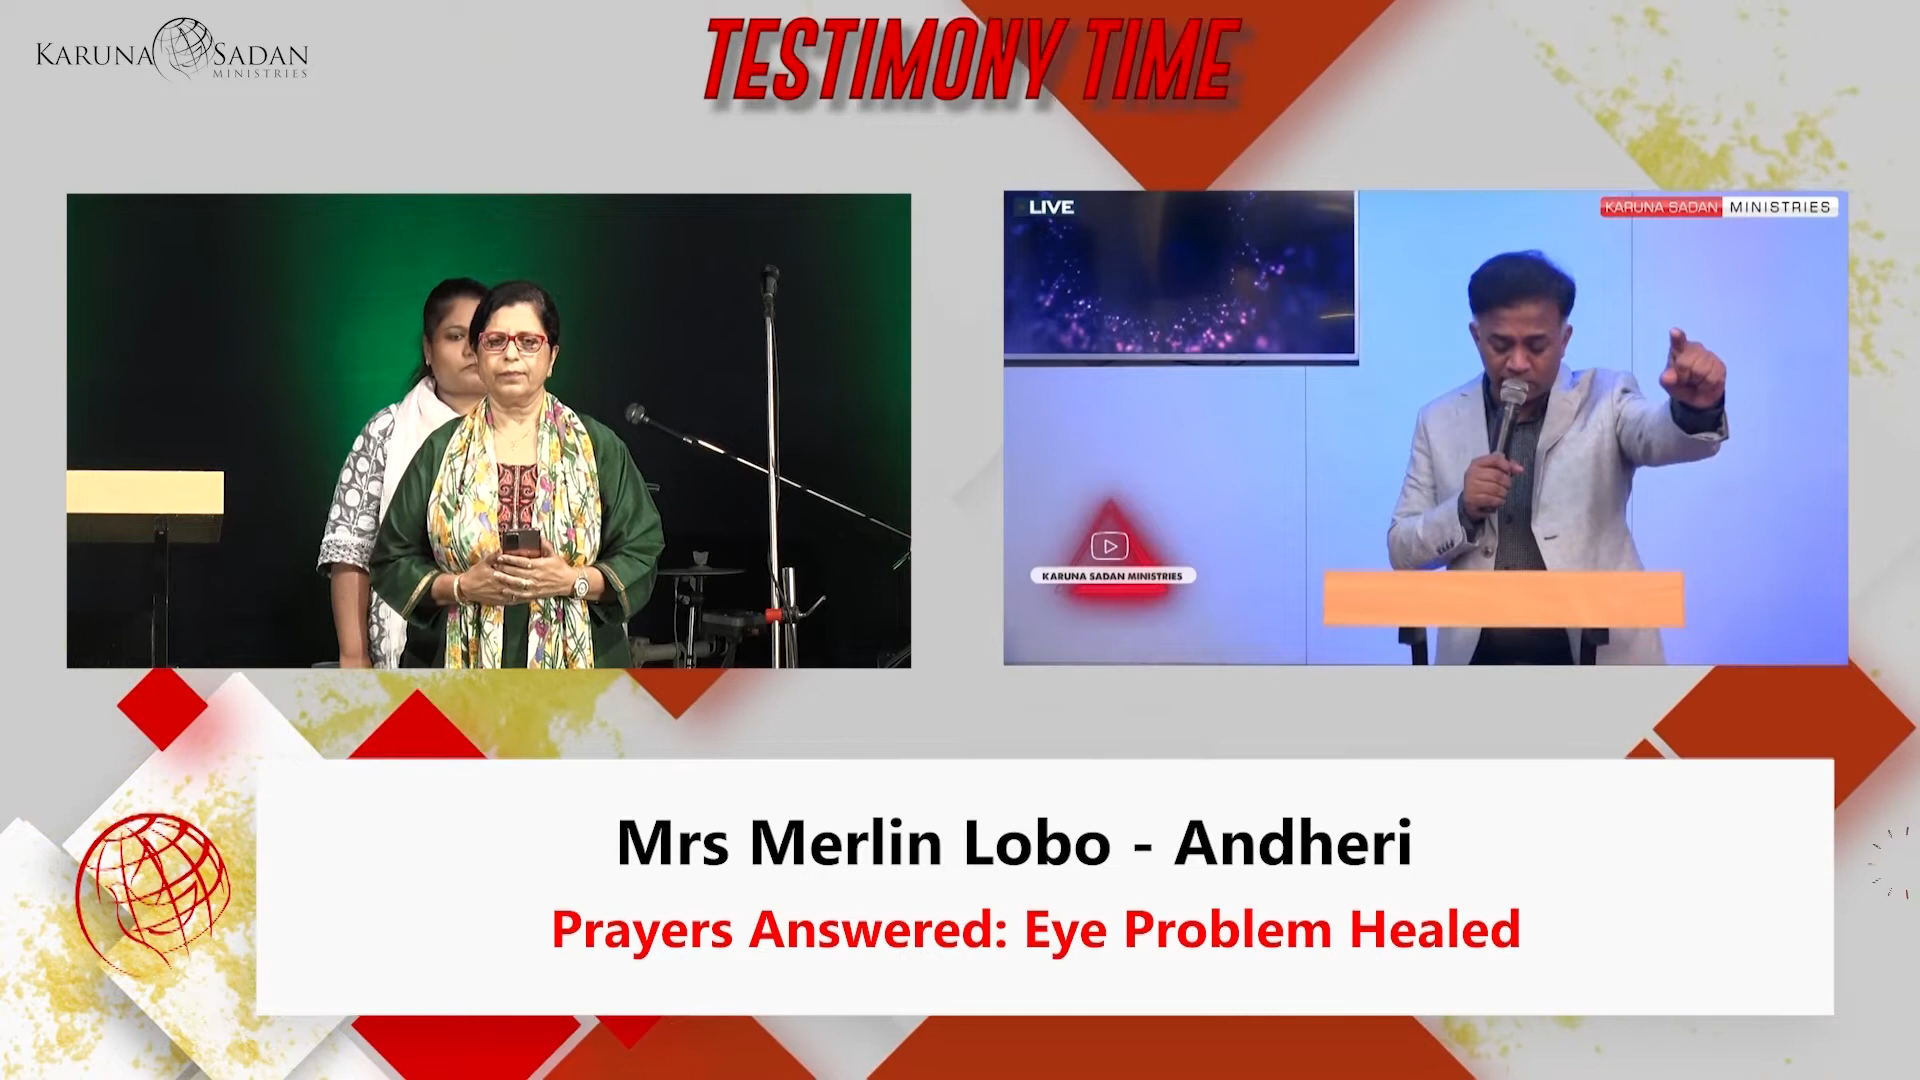 KARUNA SADAN
MINISTRIES
TESTIMONY TIME
LIVE
KARUNA SADAN MINISTRIES
KARUNA SADAN MINISTRIES
Mrs Merlin Lobo - Andheri
Prayers Answered: Eye Problem Healed